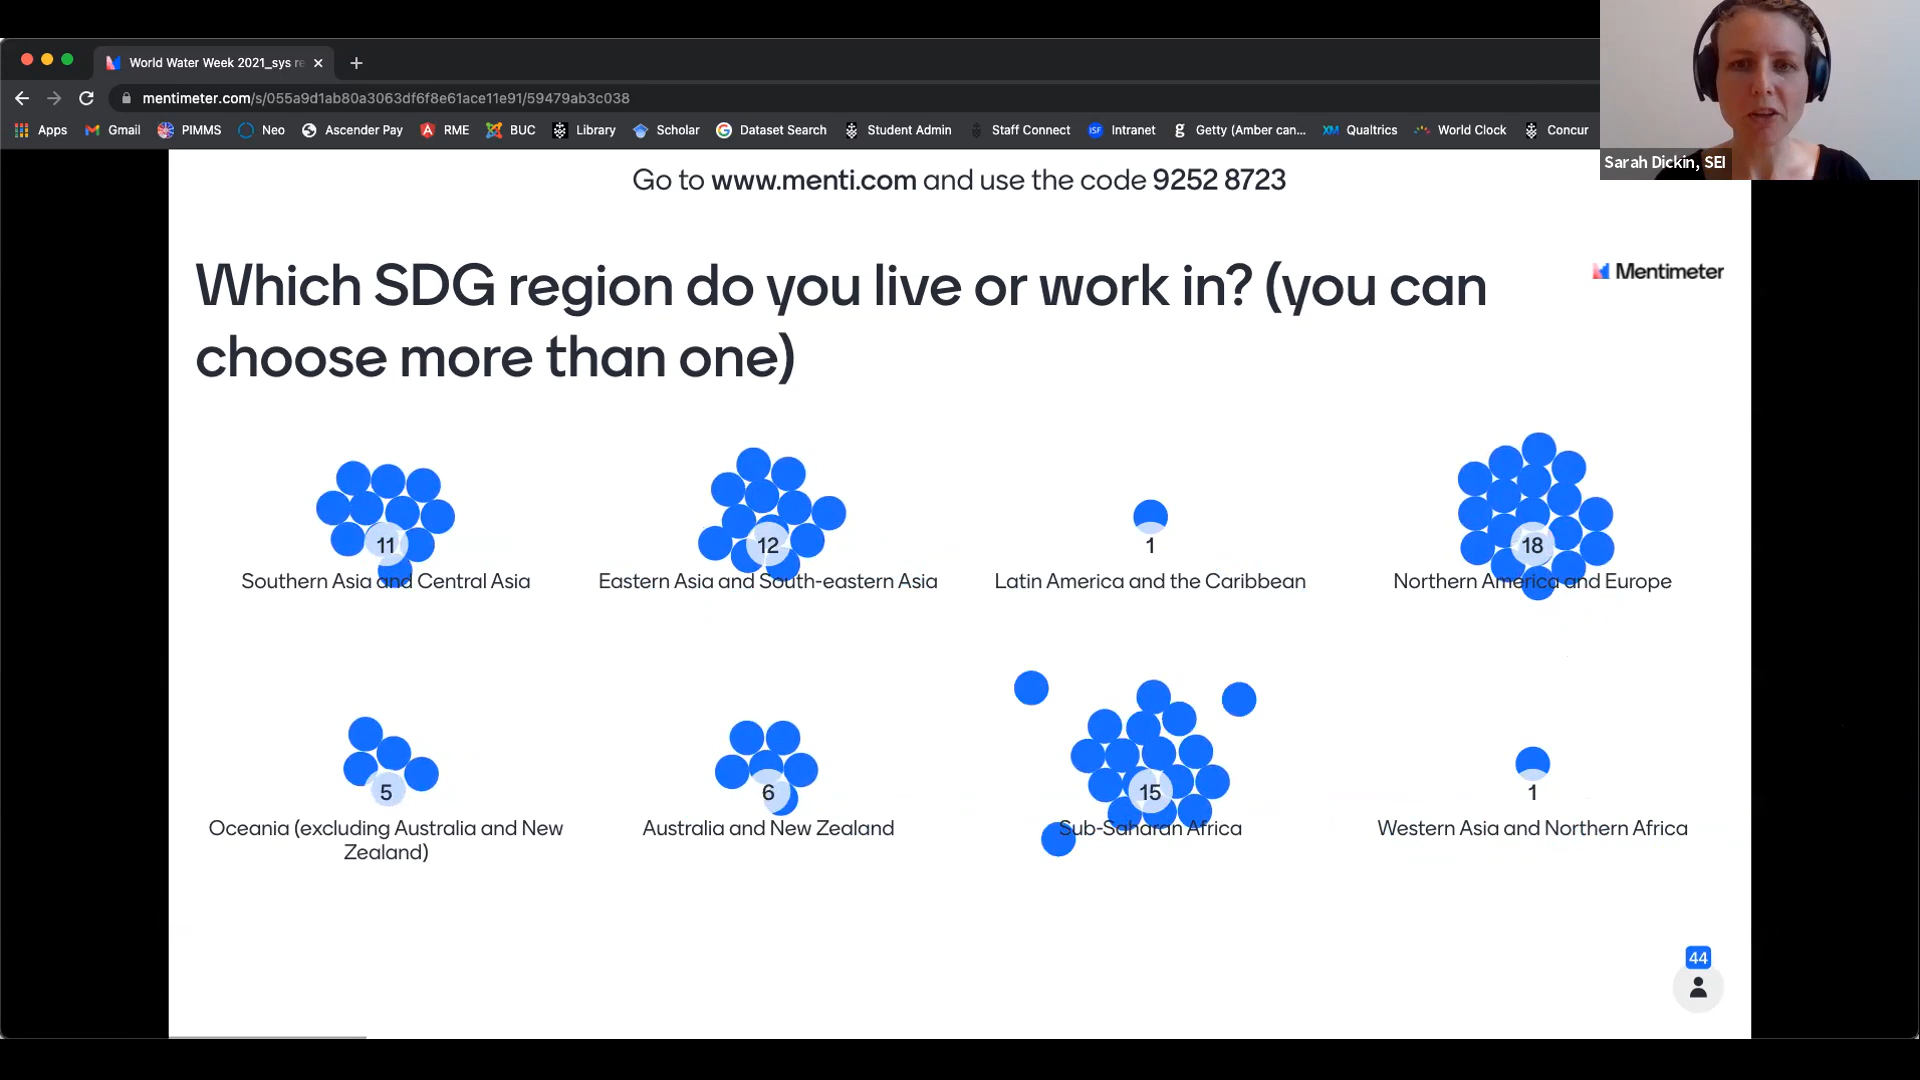 World Water Week 2021_sys re
mentimeter.com/s/055a9d1ab80a3063df6f8e61ace11e91/59479ab3c038
Apps Gmail PIMMS Neo Ascender Pay RME BUC Library Scholar Dataset Search Student Admin Staff Connect Intranet Getty (Amber can... Qualtrics World Clock Concur
Sarah Dickin, SEI
Go to www.menti.com and use the code 9252 8723
Which SDG region do you live or work in? (you can
choose more than one)
Mentimeter
11 12 1 18
Southern Asia and Central Asia Eastern Asia and South-eastern Asia Latin America and the Caribbean Northern America and Europe
5 6 15 1
Oceania (excluding Australia and New Australia and New Zealand Sub-Saharan Africa Western Asia and Northern Africa
Zealand)
44